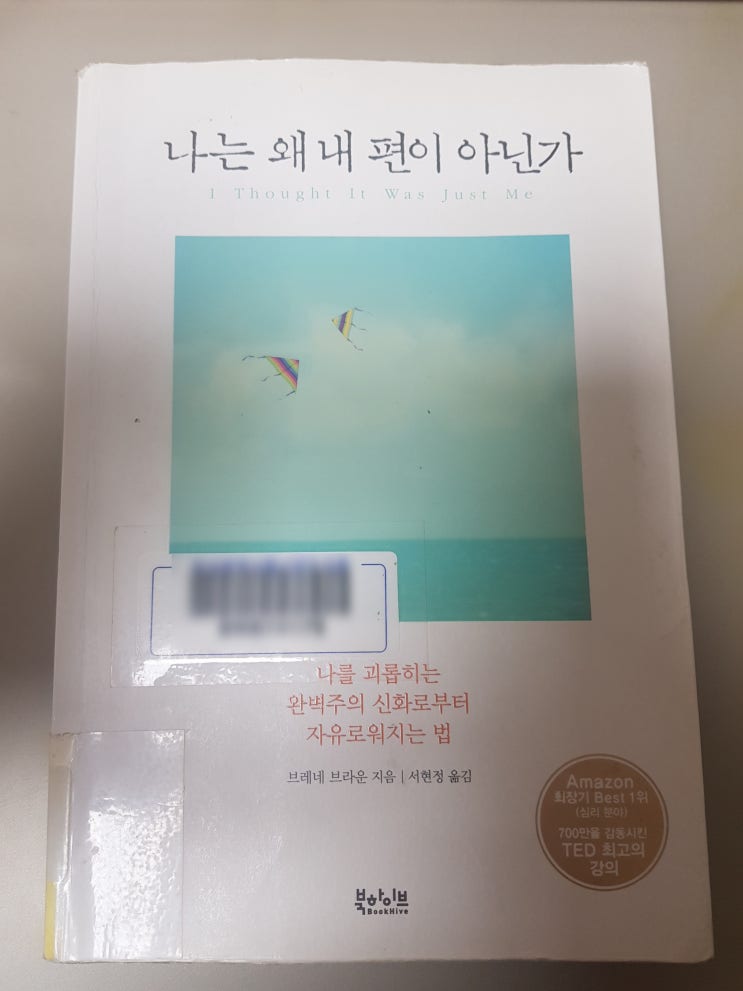 나는 왜 내 편이 아닌가
I Thought It Was Just Me
나를 괴롭히는
완벽주의 신화로부터
자유로워지는 법
브레네 브라운 지음 | 서현정 옮김
Amazon
최장기 Best 1위
(심리 분야)
700만을 감동시킨
TED 최고의
강의
북하이브
BookHive